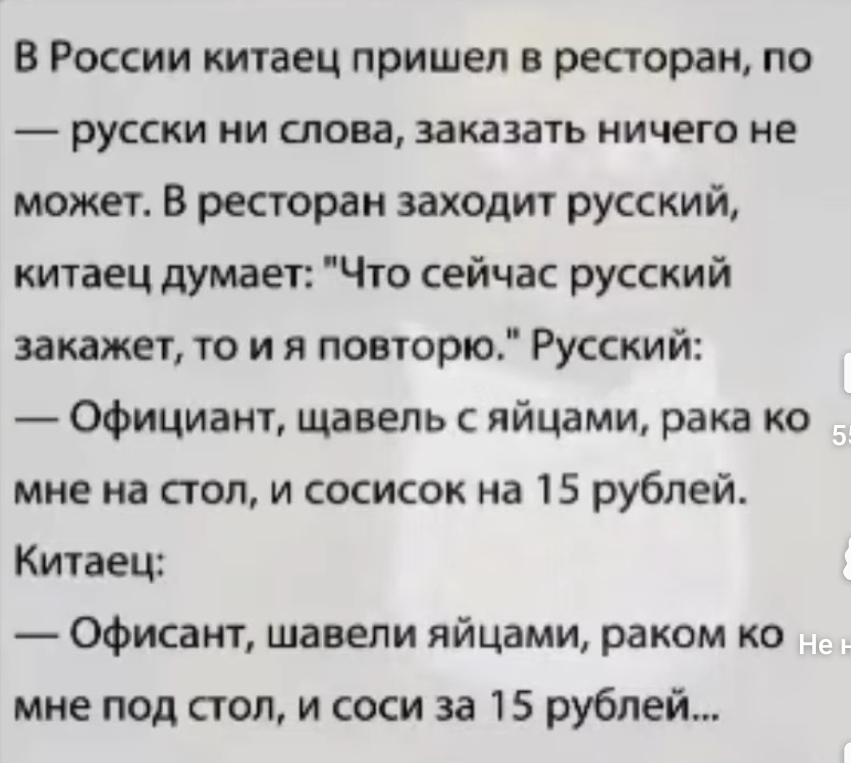 В России китаец пришел в ресторан, по
— русски ни слова, заказать ничего не
может. В ресторан заходит русский,
китаец думает: "Что сейчас русский
закажет, то и я повторю." Русский:
— Официант, щавель с яйцами, рака ко
мне на стол, и сосисок на 15 рублей.
Китаец:
— Офисант, шавели яйцами, раком ко
мне под стол, и соси за 15 рублей...
Не